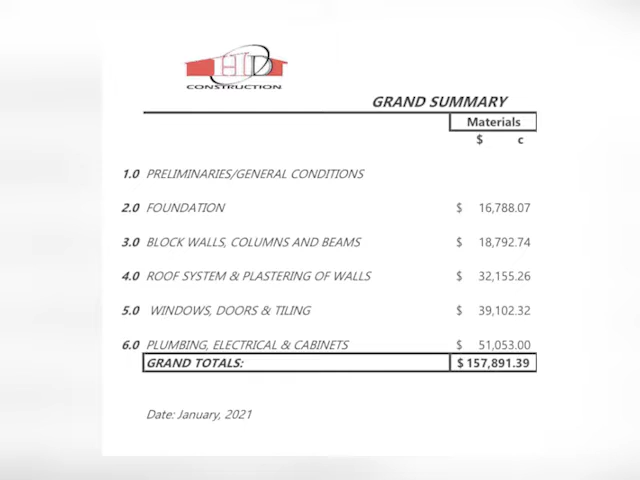 HTD
CONSTRUCTION
GRAND SUMMARY
Materials
$ c
1.0 PRELIMINARIES/GENERAL CONDITIONS
2.0 FOUNDATION $ 16,788.07
3.0 BLOCK WALLS, COLUMNS AND BEAMS $ 18,792.74
4.0 ROOF SYSTEM & PLASTERING OF WALLS $ 32,155.26
5.0 WINDOWS, DOORS & TILING $ 39,102.32
6.0 PLUMBING, ELECTRICAL & CABINETS $ 51,053.00
GRAND TOTALS: $ 157,891.39
Date: January, 2021